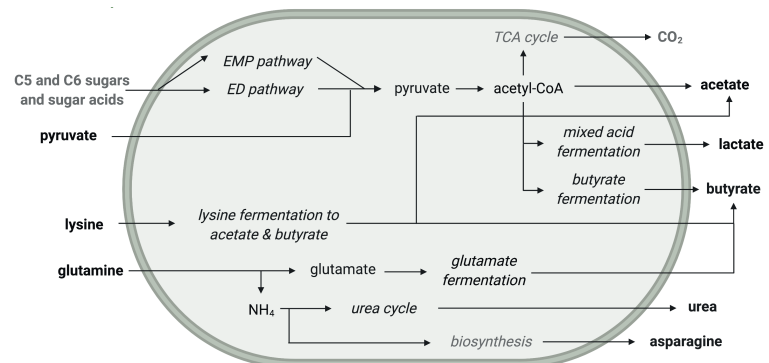 TCA cycle
CO₂
EMP pathway
C5 and C6 sugars
and sugar acids
ED pathway
pyruvate
acetyl-CoA
acetate
pyruvate
mixed acid
fermentation
lactate
butyrate
fermentation
butyrate
lysine
lysine fermentation to
acetate & butyrate
glutamine
glutamate
glutamate
fermentation
NH₄
urea cycle
urea
biosynthesis
asparagine